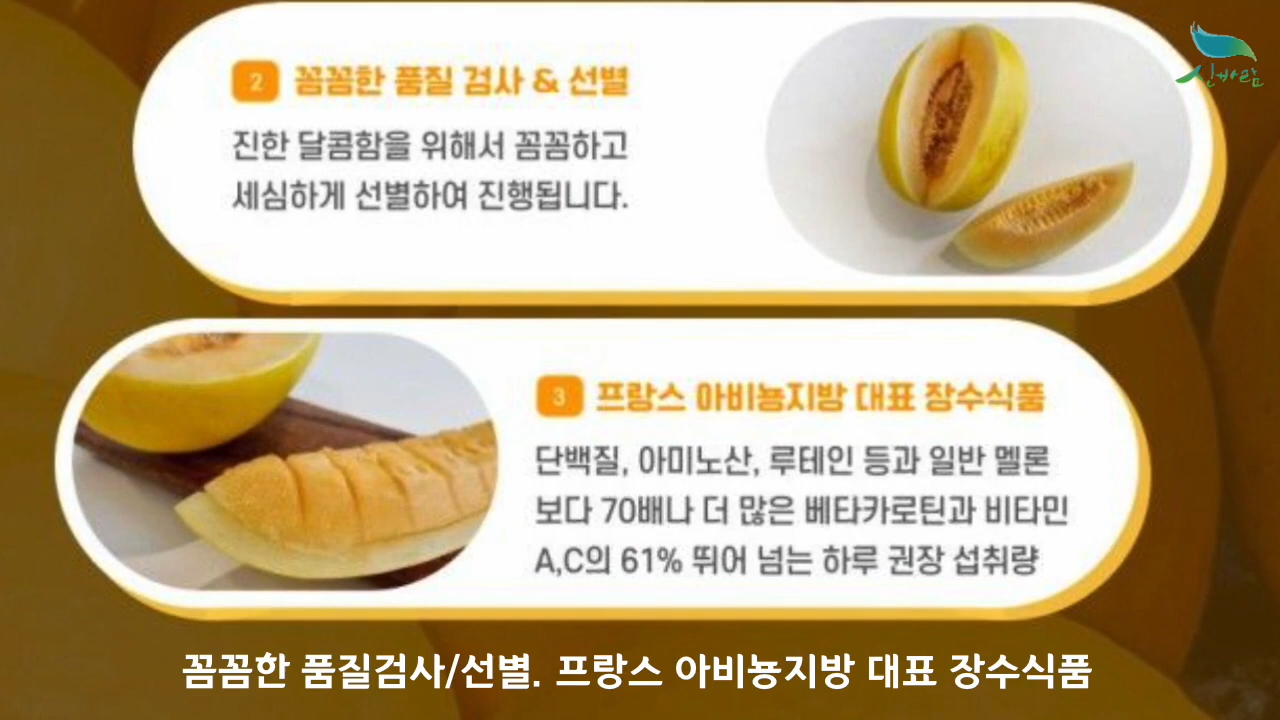 신바람
2 꼼꼼한 품질 검사 & 선별
진한 달콤함을 위해서 꼼꼼하고
세심하게 선별하여 진행됩니다.
3 프랑스 아비뇽지방 대표 장수식품
단백질, 아미노산, 루테인 등과 일반 멜론
보다 70배나 더 많은 베타카로틴과 비타민
A,C의 61% 뛰어 넘는 하루 권장 섭취량
꼼꼼한 품질검사/선별. 프랑스 아비뇽지방 대표 장수식품